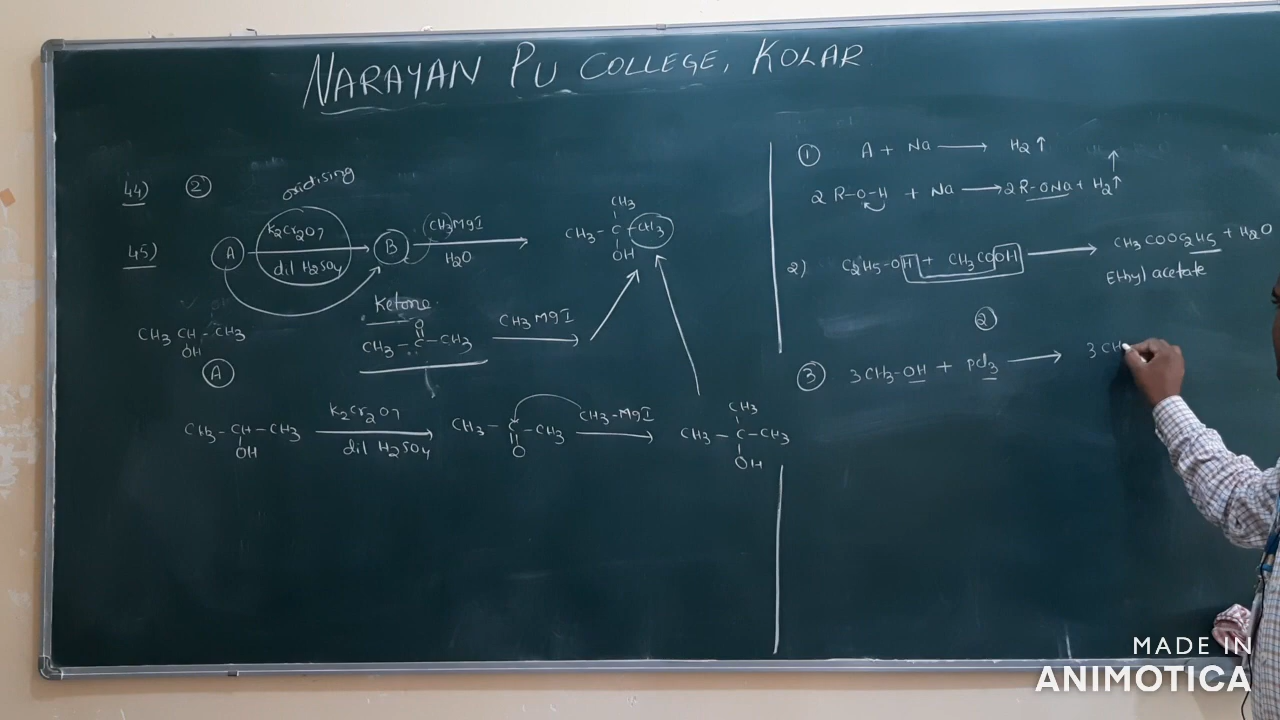 NARAYAN PU COLLEGE, KOLAR
44) ②
45) oxidising
A K2Cr2O7 B CH3MgI
dil H2SO4 H2O
CH3
CH3 - C - CH3
OH
Ketone
CH3 CH - CH3
OH
A
O
CH3 - C - CH3 CH3 MgI
CH3 - CH - CH3 K2Cr2O7 CH3 - C - CH3 CH3-MgI
OH dil H2SO4 O
CH3
CH3 - C - CH3
OH
① A + Na → H2↑
2 R-O-H + Na → 2 R-ONa + H2↑
2) C2H5-OH + CH3COOH → CH3COOC2H5 + H2O
Ethyl acetate
②
③ 3CH3-OH + PCl3 → 3 CH
MADE IN
ANIMOTICA